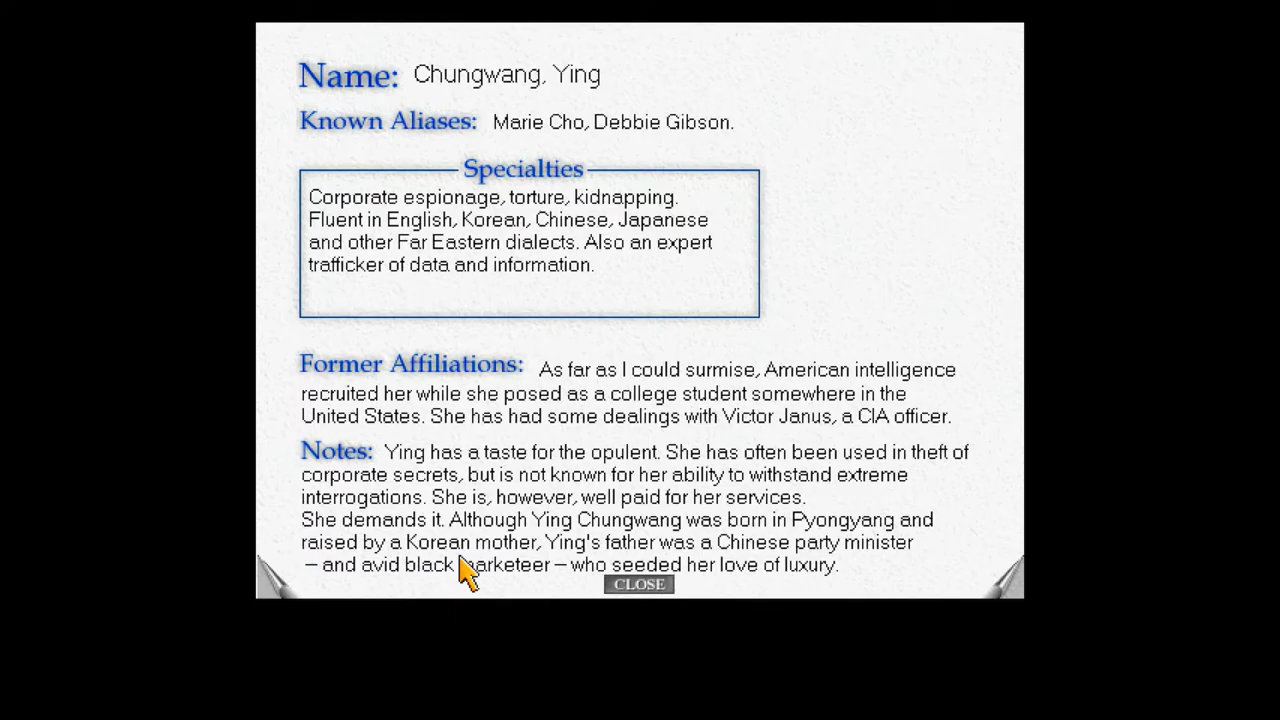 Name: Chungwang, Ying
Known Aliases: Marie Cho, Debbie Gibson.
Specialties
Corporate espionage, torture, kidnapping.
Fluent in English, Korean, Chinese, Japanese
and other Far Eastern dialects. Also an expert
trafficker of data and information.
Former Affiliations: As far as I could surmise, American intelligence
recruited her while she posed as a college student somewhere in the
United States. She has had some dealings with Victor Janus, a CIA officer.
Notes: Ying has a taste for the opulent. She has often been used in theft of
corporate secrets, but is not known for her ability to withstand extreme
interrogations. She is, however, well paid for her services.
She demands it. Although Ying Chungwang was born in Pyongyang and
raised by a Korean mother, Ying's father was a Chinese party minister
– and avid black marketeer – who seeded her love of luxury.
CLOSE